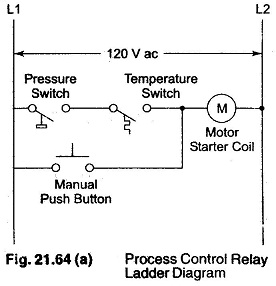 L1 L2
120 V ac
Pressure Switch
Temperature Switch
M
Motor Starter Coil
Manual Push Button
Fig. 21.64 (a) Process Control Relay
Ladder Diagram